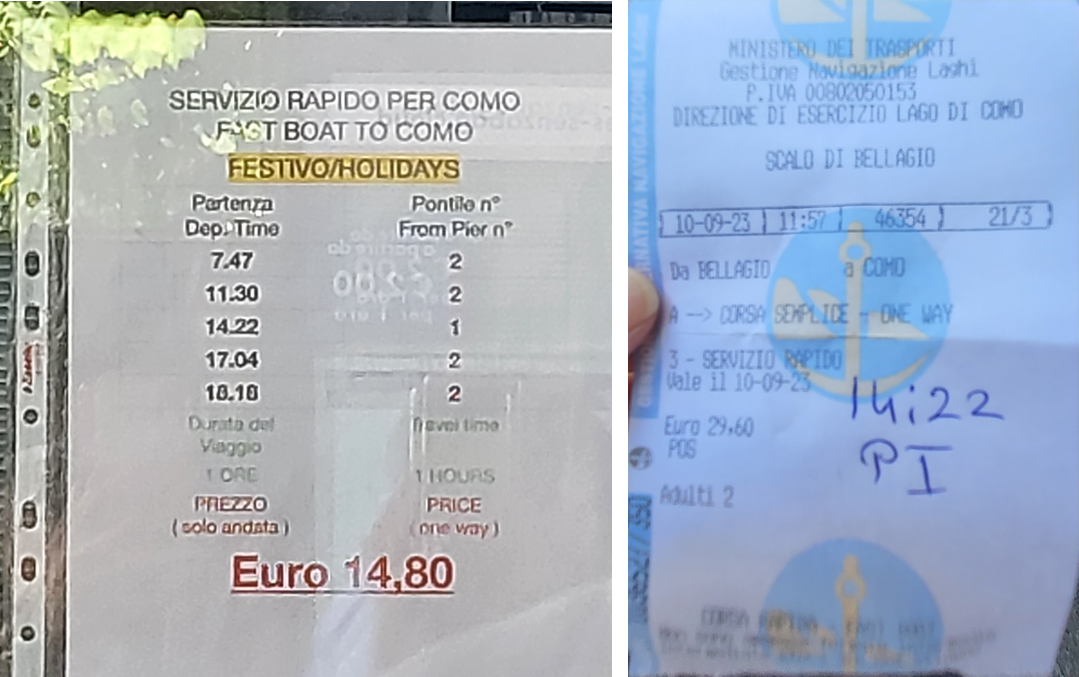 SERVIZIO RAPIDO PER COMO
FAST BOAT TO COMO
FESTIVO/HOLIDAYS
Partenza Pontile n°
Dep. Time From Pier n°
7.47 2
11.30 2
14.22 1
17.04 2
18.18 2
Durata del Travel time
Viaggio
1 ORE 1 HOURS
PREZZO PRICE
( solo andata ) ( one way )
Euro 14,80
MINISTERO DEI TRASPORTI
Gestione Navigazione Laghi
P.IVA 00802050153
DIREZIONE DI ESERCIZIO LAGO DI COMO
SCALO DI BELLAGIO
10-09-23 11:57 46354 21/3
Da BELLAGIO a COMO
A --> CORSA SEMPLICE - ONE WAY
3 - SERVIZIO RAPIDO
Vale il 10-09-23
14:22
Euro 29,60
POS
PI
Adulti 2
CORSA RAPIDA - FAST